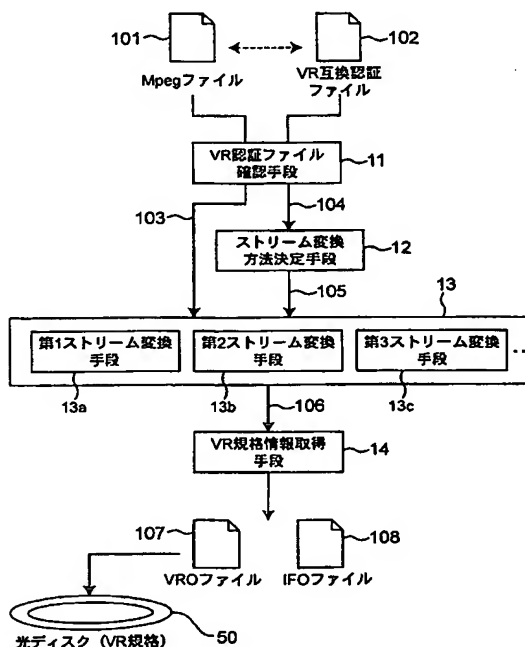 101
102
Mpegファイル
VR互換認証
ファイル
VR認証ファイル
確認手段
11
103
104
ストリーム変換
方法決定手段
12
105
13
第1ストリーム変換
手段
第2ストリーム変換
手段
第3ストリーム変換
手段
13a
13b
13c
106
VR規格情報取得
手段
14
107
108
VROファイル
IFOファイル
50
光ディスク (VR規格)